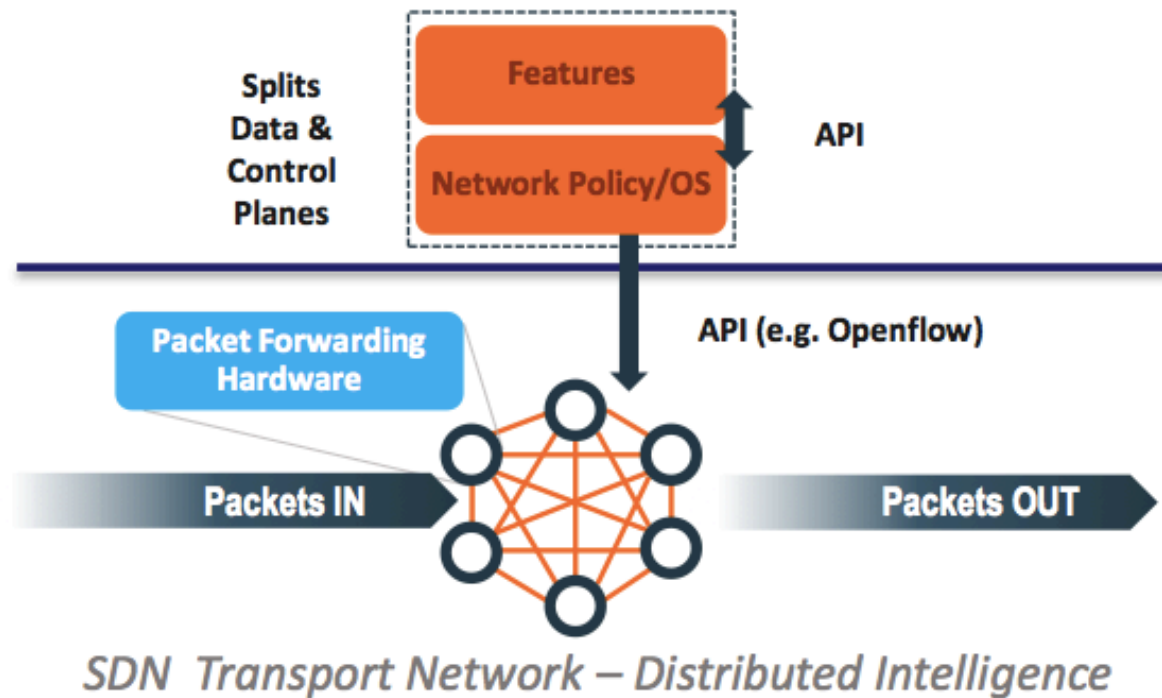 Features
Splits
Data &
Control
Planes
API
Network Policy/OS
API (e.g. Openflow)
Packet Forwarding
Hardware
Packets IN
Packets OUT
SDN Transport Network – Distributed Intelligence